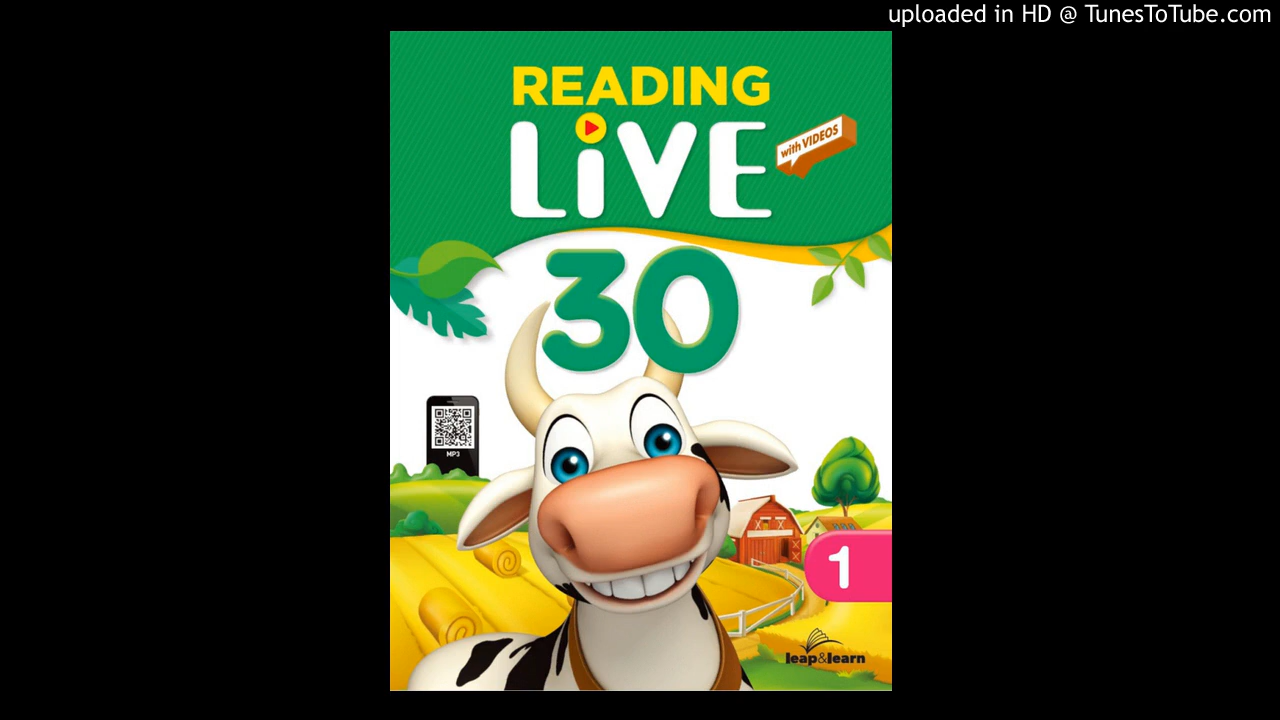 uploaded in HD @ TunesToTube.com
READING
LiVE
with VIDEOS
30
MP3
1
leap&learn